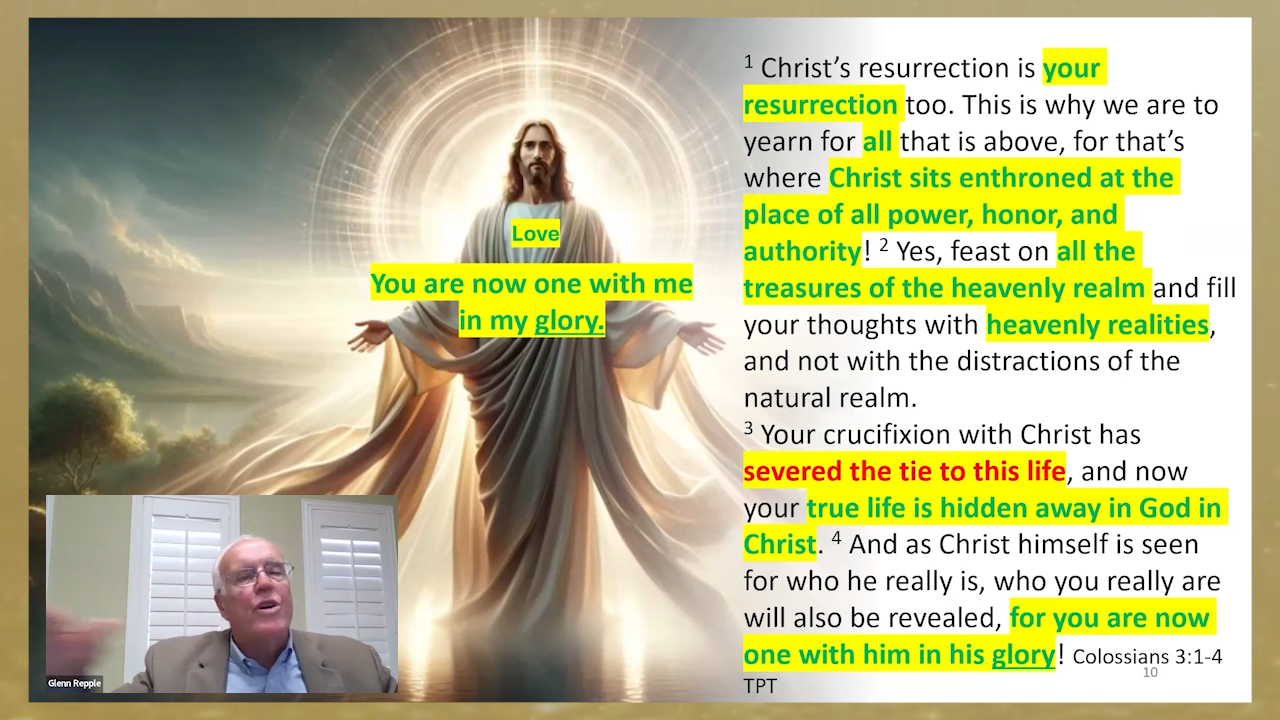 Love
You are now one with me
in my glory.
¹ Christ’s resurrection is your
resurrection too. This is why we are to
yearn for all that is above, for that’s
where Christ sits enthroned at the
place of all power, honor, and
authority! ² Yes, feast on all the
treasures of the heavenly realm and fill
your thoughts with heavenly realities,
and not with the distractions of the
natural realm.
³ Your crucifixion with Christ has
severed the tie to this life, and now
your true life is hidden away in God in
Christ. ⁴ And as Christ himself is seen
for who he really is, who you really are
will also be revealed, for you are now
one with him in his glory! Colossians 3:1-4
TPT
10
Glenn Repple